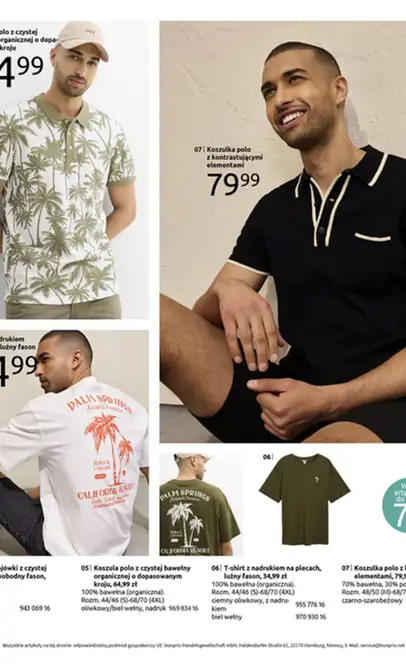 olo z czystej
organicznej o dopa-
kroju
4.99
07 | Koszulka polo
z kontrastującymi
elementami
79.99
drukiem
luźny fason
4.99
PALM SPRINGS
CALIFORNIA RESORT
PALM SPRINGS
CALIFORNIA RESORT
06 |
W
arty
7
ojówki z czystej
wobodny fason,
943 069 16
05 | Koszula polo z czystej bawełny
organicznej o dopasowanym
kroju, 64,99 zł
100% bawełna (organiczna).
Rozm. 44/46 (S)-68/70 (4XL)
oliwkowy/biel wełny, nadruk 969 834 16
06 | T-shirt z nadrukiem na plecach,
luźny fason, 34,99 zł
100% bawełna (organiczna).
Rozm. 44/46 (S)-68/70 (4XL)
ciemny oliwkowy, z nadru-
kiem 955 776 16
biel wełny 970 930 16
07 | Koszulka polo z
elementami, 79,9
70% bawełna, 30% po
Rozm. 48/50 (M)-68/7
czarno-szarobeżowy
Wszystkie artykuły na tej stronie: odpowiedzialny podmiot gospodarczy UE: bonprix Handelsgesellschaft mbH, Haldesdorfer Straße 61, 22179 Hamburg, Niemcy, E-Mail: service@bonprix.